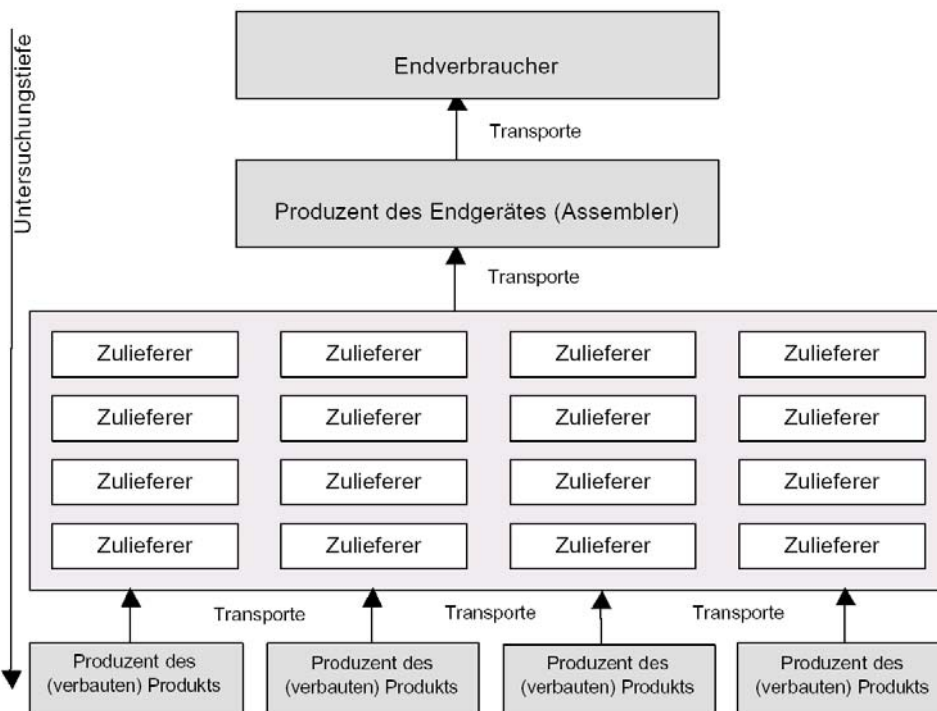 Untersuchungstiefe
Endverbraucher
Transporte
Produzent des Endgerätes (Assembler)
Transporte
Zulieferer Zulieferer Zulieferer Zulieferer
Zulieferer Zulieferer Zulieferer Zulieferer
Zulieferer Zulieferer Zulieferer Zulieferer
Zulieferer Zulieferer Zulieferer Zulieferer
Transporte Transporte Transporte
Produzent des Produzent des Produzent des Produzent des
(verbauten) Produkts (verbauten) Produkts (verbauten) Produkts (verbauten) Produkts